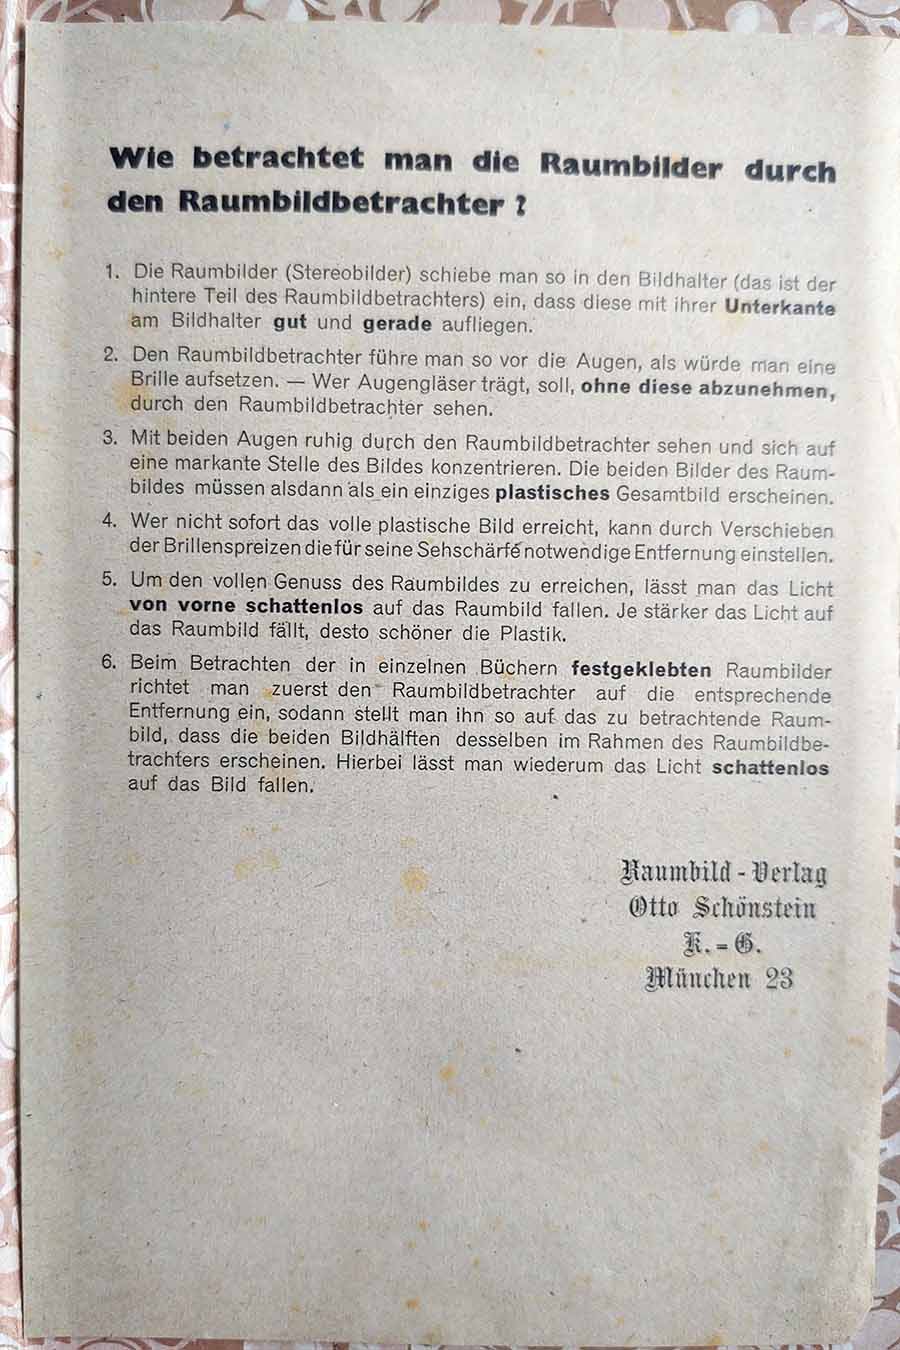 Wie betrachtet man die Raumbilder durch
den Raumbildbetrachter ?
1. Die Raumbilder (Stereobilder) schiebe man so in den Bildhalter (das ist der
hintere Teil des Raumbildbetrachters) ein, dass diese mit ihrer Unterkante
am Bildhalter gut und gerade aufliegen.
2. Den Raumbildbetrachter führe man so vor die Augen, als würde man eine
Brille aufsetzen. — Wer Augengläser trägt, soll, ohne diese abzunehmen,
durch den Raumbildbetrachter sehen.
3. Mit beiden Augen ruhig durch den Raumbildbetrachter sehen und sich auf
eine markante Stelle des Bildes konzentrieren. Die beiden Bilder des Raum-
bildes müssen alsdann als ein einziges plastisches Gesamtbild erscheinen.
4. Wer nicht sofort das volle plastische Bild erreicht, kann durch Verschieben
der Brillenspreizen die für seine Sehschärfe notwendige Entfernung einstellen.
5. Um den vollen Genuss des Raumbildes zu erreichen, lässt man das Licht
von vorne schattenlos auf das Raumbild fallen. Je stärker das Licht auf
das Raumbild fällt, desto schöner die Plastik.
6. Beim Betrachten der in einzelnen Büchern festgeklebten Raumbilder
richtet man zuerst den Raumbildbetrachter auf die entsprechende
Entfernung ein, sodann stellt man ihn so auf das zu betrachtende Raum-
bild, dass die beiden Bildhälften desselben im Rahmen des Raumbildbe-
trachters erscheinen. Hierbei lässt man wiederum das Licht schattenlos
auf das Bild fallen.
Raumbild - Verlag
Otto Schönstein
K. - G.
München 23